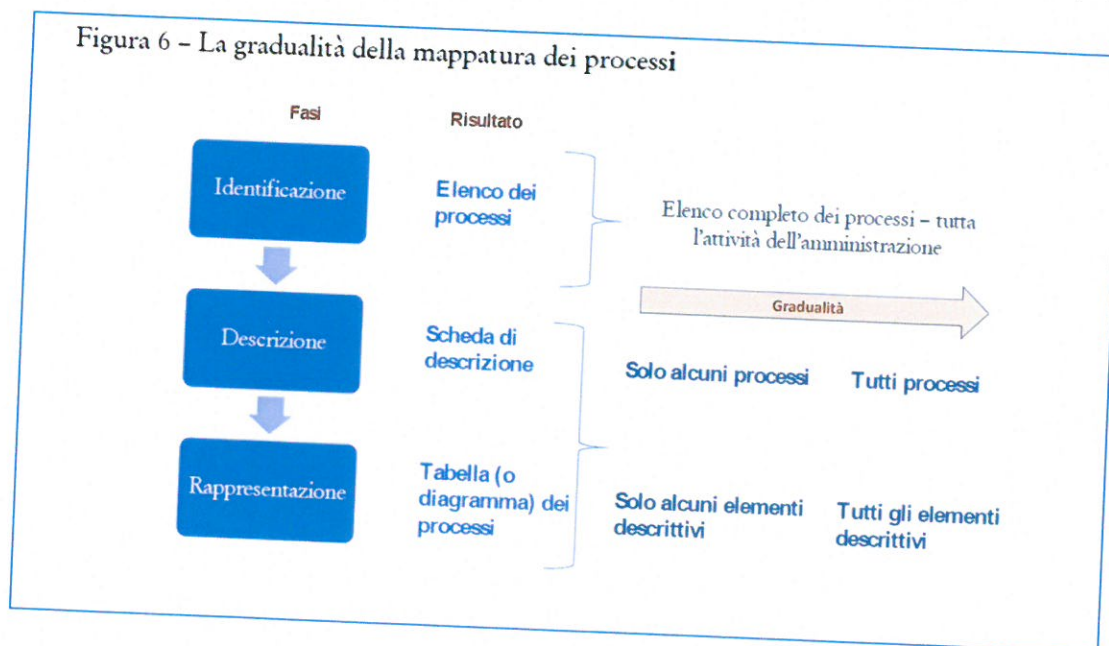 Figura 6 – La gradualità della mappatura dei processi
Fasi
Risultato
Identificazione
Elenco dei
processi
Elenco completo dei processi – tutta
l'attività dell'amministrazione
Gradualità
Descrizione
Scheda di
descrizione
Solo alcuni processi
Tutti processi
Rappresentazione
Tabella (o
diagramma) dei
processi
Solo alcuni elementi
descrittivi
Tutti gli elementi
descrittivi